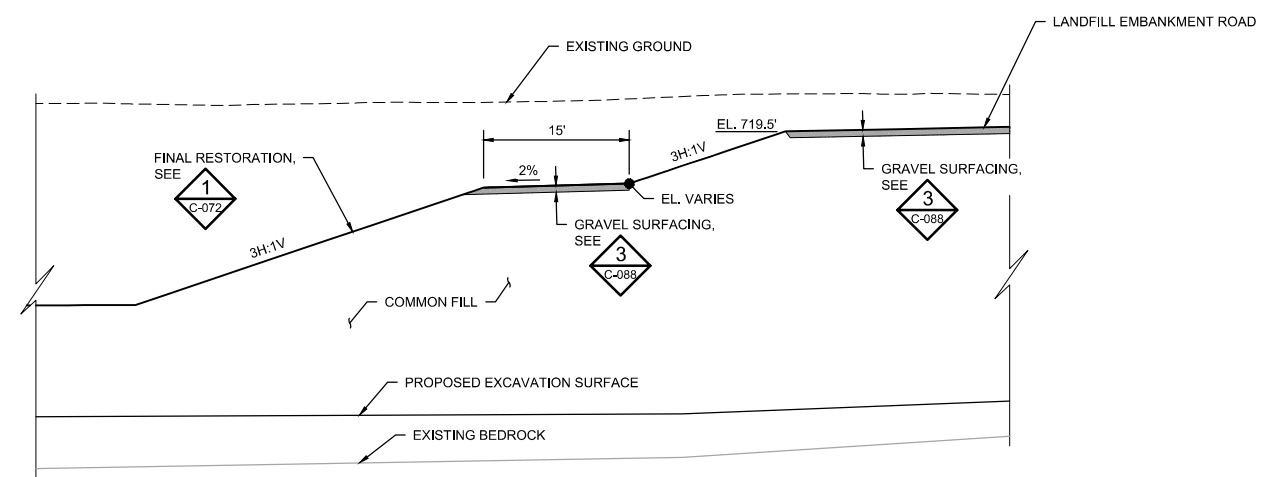 LANDFILL EMBANKMENT ROAD
EXISTING GROUND
15'
EL. 719.5'
3H:1V
FINAL RESTORATION,
SEE
1
C-072
2%
EL. VARIES
GRAVEL SURFACING,
SEE
3
C-088
GRAVEL SURFACING,
SEE
3
C-088
3H:1V
COMMON FILL
PROPOSED EXCAVATION SURFACE
EXISTING BEDROCK